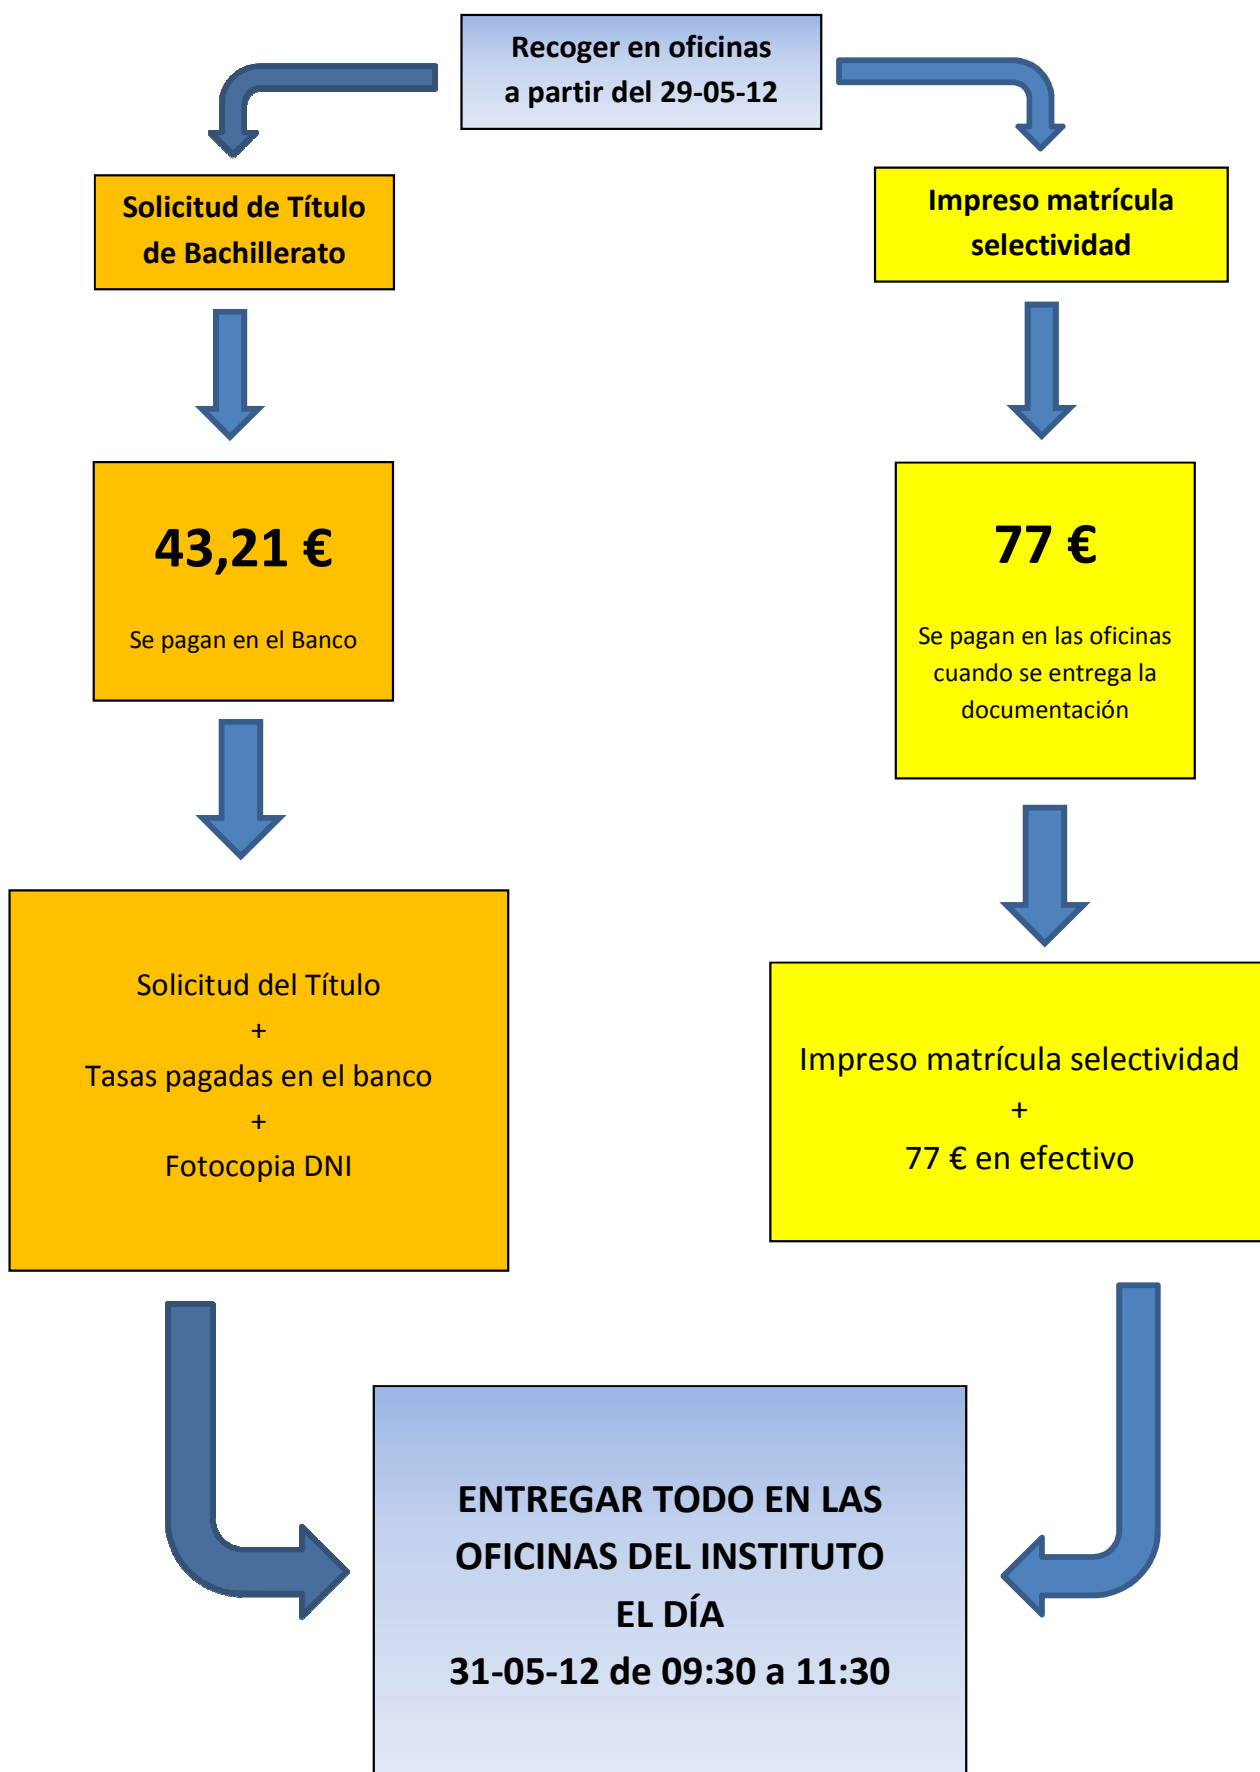 Recoger en oficinas
a partir del 29-05-12
Solicitud de Título
de Bachillerato
Impreso matrícula
selectividad
43,21 €
Se pagan en el Banco
77 €
Se pagan en las oficinas
cuando se entrega la
documentación
Solicitud del Título
+
Tasas pagadas en el banco
+
Fotocopia DNI
Impreso matrícula selectividad
+
77 € en efectivo
ENTREGAR TODO EN LAS
OFICINAS DEL INSTITUTO
EL DÍA
31-05-12 de 09:30 a 11:30